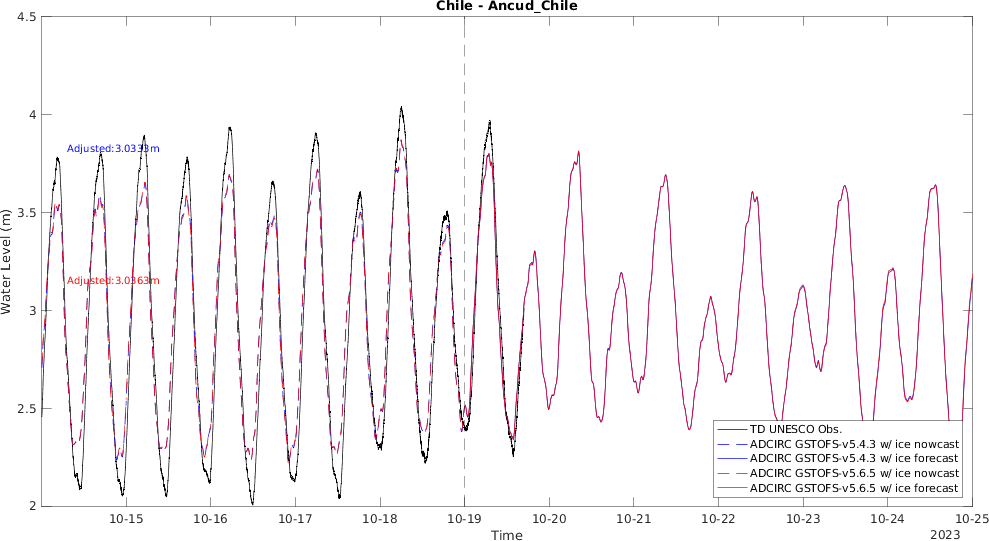 Chile - Ancud_Chile
4.5
4
3.5
3
2.5
2
Water Level (m)
Adjusted:3.0333m
Adjusted:3.0363m
TD UNESCO Obs.
ADCIRC GSTOFS-v5.4.3 w/ ice nowcast
ADCIRC GSTOFS-v5.4.3 w/ ice forecast
ADCIRC GSTOFS-v5.6.5 w/ ice nowcast
ADCIRC GSTOFS-v5.6.5 w/ ice forecast
10-15 10-16 10-17 10-18 10-19 10-20 10-21 10-22 10-23 10-24 10-25
Time
2023